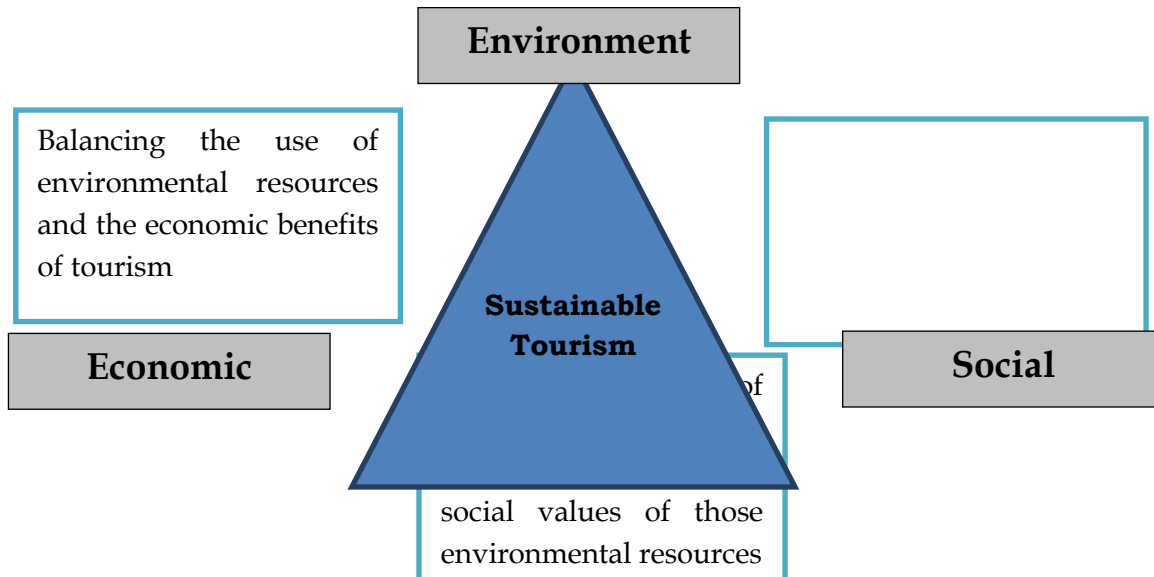 Environment
Balancing the use of
environmental resources
and the economic benefits
of tourism
Sustainable
Tourism
Economic
Social
of
social values of those
environmental resources